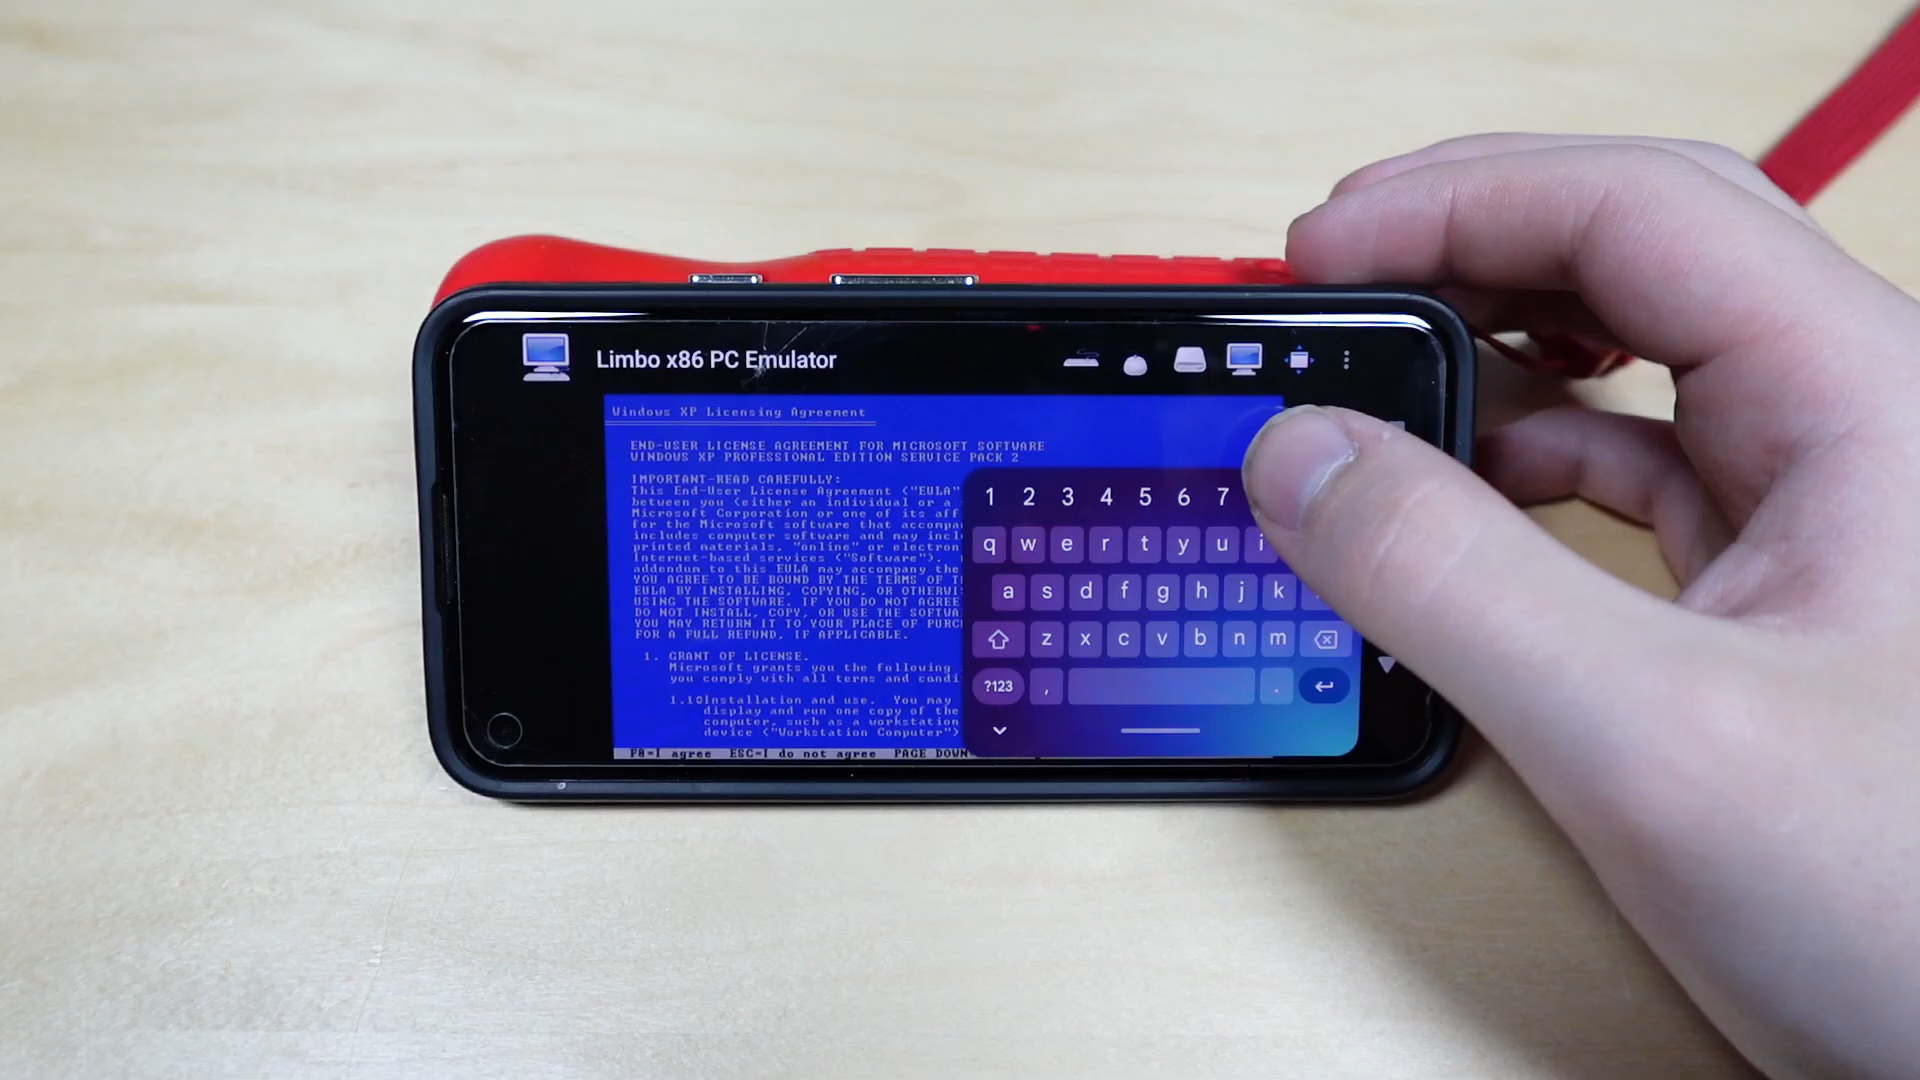 Limbo x86 PC Emulator
Windows XP Licensing Agreement
END-USER LICENSE AGREEMENT FOR MICROSOFT SOFTWARE
WINDOWS XP PROFESSIONAL EDITION SERVICE PACK 2
IMPORTANT-READ CAREFULLY:
This End-User License Agreement ("EULA"
between you (either an individual or a
Microsoft Corporation or one of its aff
for the Microsoft software that accompa
includes computer software and may incl
printed materials, "online" or electron
Internet-based services ("Software").
addendum to this EULA may accompany the
YOU AGREE TO BE BOUND BY THE TERMS OF T
EULA BY INSTALLING, COPYING, OR OTHERWI
USING THE SOFTWARE. IF YOU DO NOT AGREE
DO NOT INSTALL, COPY, OR USE THE SOFTWA
YOU MAY RETURN IT TO YOUR PLACE OF PURC
FOR A FULL REFUND, IF APPLICABLE.
1. GRANT OF LICENSE.
Microsoft grants you the following
you comply with all terms and condi
1.1 Installation and use. You may
display and run one copy of the
computer, such as a workstation
device ("Workstation Computer")
F8=I agree ESC=I do not agree PAGE DOWN
1 2 3 4 5 6 7
q w e r t y u i
a s d f g h j k
z x c v b n m
?123 , .